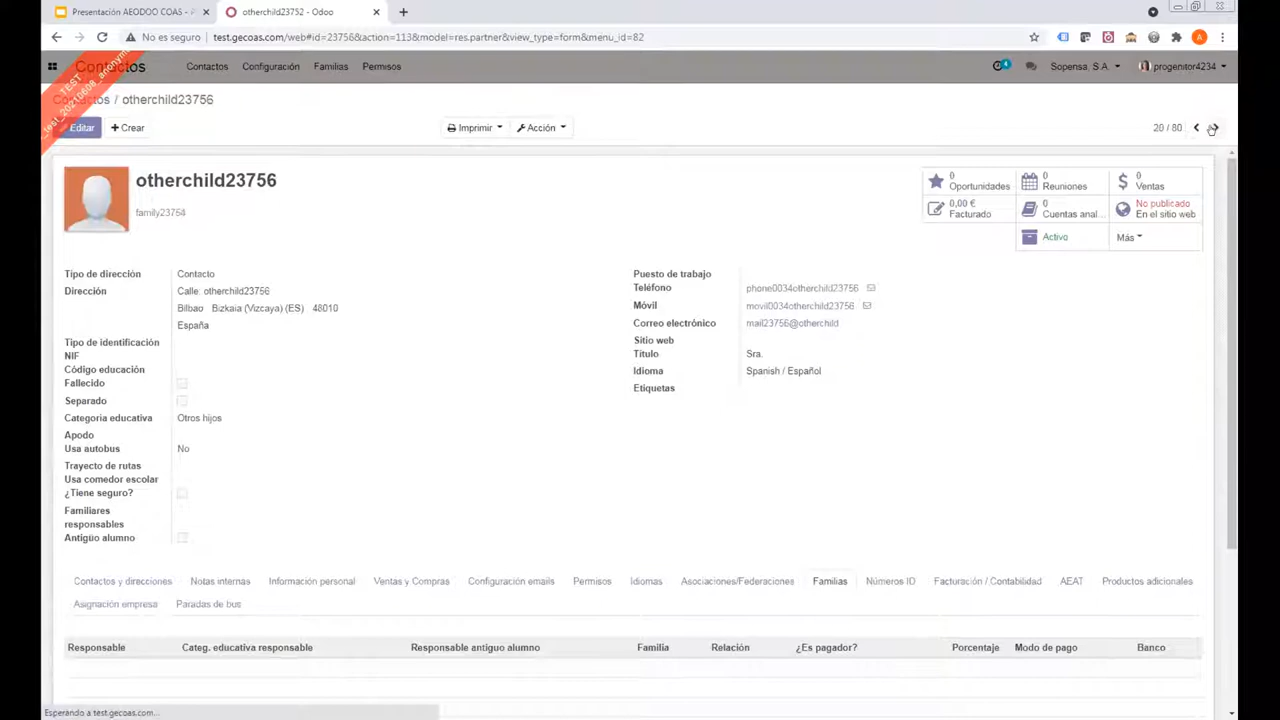 Presentación AEODOO COAS - A
otherchild23752 - Odoo
No es seguro
test.gecoas.com/web#id=23756&action=113&model=res.partner&view_type=form&menu_id=82
A
TEST
test_20210608_anonym
Contactos
Contactos
Configuración
Familias
Permisos
4
Sopensa, S.A.
progenitor4234
Contactos / otherchild23756
Editar
Crear
Imprimir
Acción
20 / 80
otherchild23756
family23754
0
Oportunidades
0
Reuniones
0
Ventas
0,00 €
Facturado
0
Cuentas anal...
No publicado
En el sitio web
Activo
Más
Tipo de dirección Contacto
Dirección Calle: otherchild23756
Bilbao Bizkaia (Vizcaya) (ES) 48010
España
Tipo de identificación
NIF
Código educación
Fallecido
Separado
Categoria educativa Otros hijos
Apodo
Usa autobus No
Trayecto de rutas
Usa comedor escolar
¿Tiene seguro?
Familiares
responsables
Antigüo alumno
Puesto de trabajo
Teléfono phone0034otherchild23756
Móvil movil0034otherchild23756
Correo electrónico mail23756@otherchild
Sitio web
Título Sra.
Idioma Spanish / Español
Etiquetas
Contactos y direcciones
Notas internas
Información personal
Ventas y Compras
Configuración emails
Permisos
Idiomas
Asociaciones/Federaciones
Familias
Números ID
Facturación / Contabilidad
AEAT
Productos adicionales
Asignación empresa
Paradas de bus
Responsable
Categ. educativa responsable
Responsable antiguo alumno
Familia
Relación
¿Es pagador?
Porcentaje
Modo de pago
Banco
Esperando a test.gecoas.com...